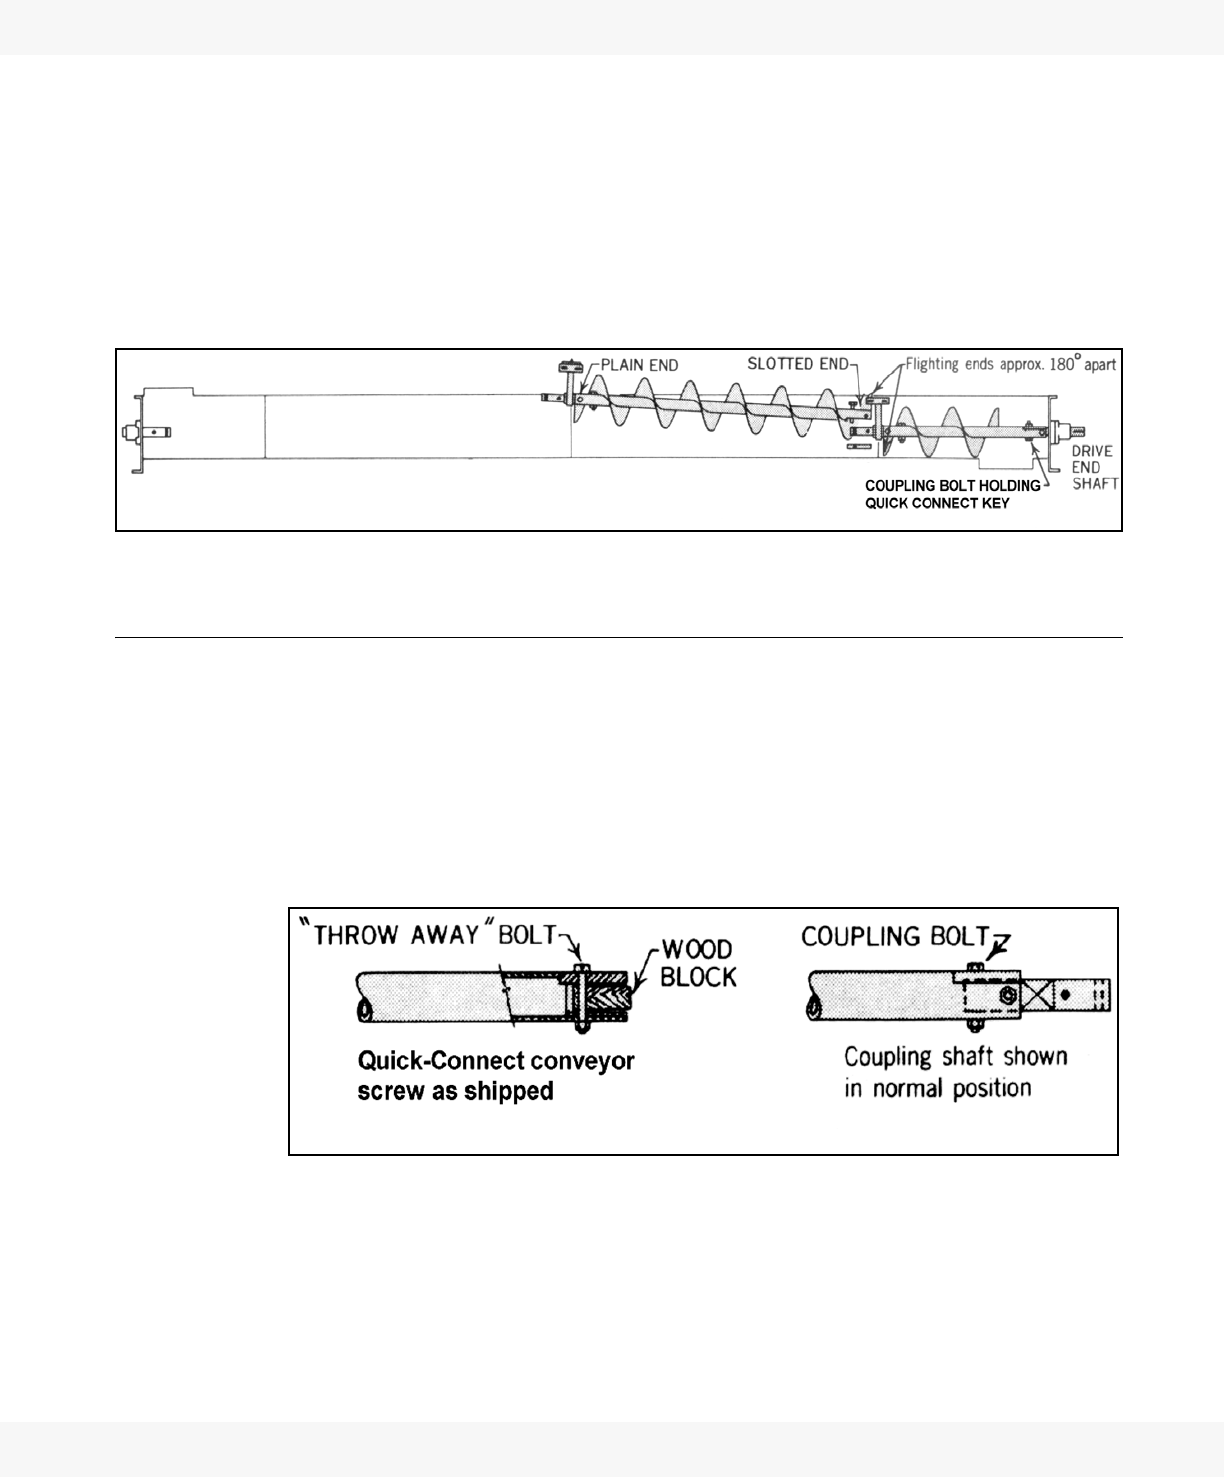 PLAIN END
SLOTTED END
Flighting ends approx. 180° apart
DRIVE
END
SHAFT
COUPLING BOLT HOLDING
QUICK CONNECT KEY
"THROW AWAY" BOLT
WOOD
BLOCK
Quick-Connect conveyor
screw as shipped
COUPLING BOLT
Coupling shaft shown
in normal position